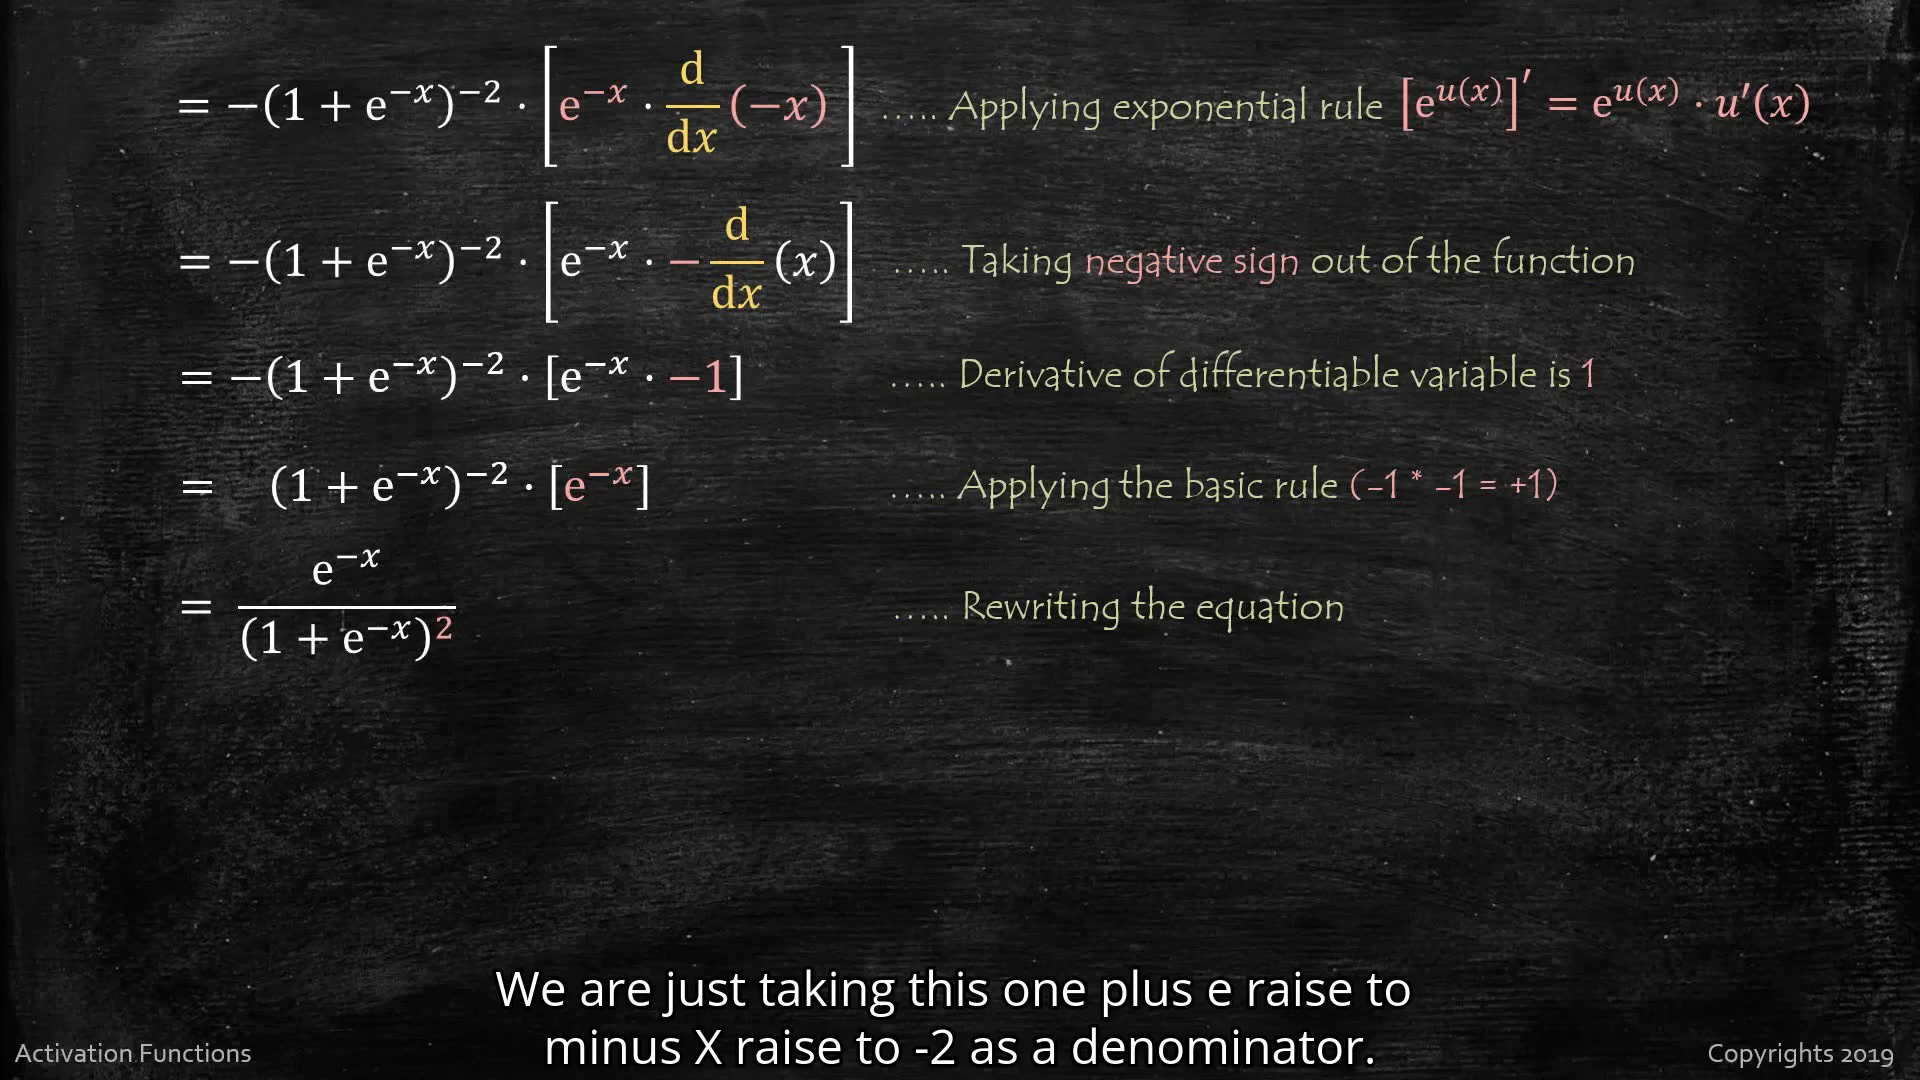 = −(1 + e^{−x})^{−2} · [e^{−x} · d/dx (−x)] ..... Applying exponential rule [e^{u(x)}]′ = e^{u(x)} · u′(x)
= −(1 + e^{−x})^{−2} · [e^{−x} · − d/dx (x)] ..... Taking negative sign out of the function
= −(1 + e^{−x})^{−2} · [e^{−x} · −1] ..... Derivative of differentiable variable is 1
= (1 + e^{−x})^{−2} · [e^{−x}] ..... Applying the basic rule (-1 * -1 = +1)
= e^{−x} / (1 + e^{−x})^2 ..... Rewriting the equation
We are just taking this one plus e raise to
minus X raise to -2 as a denominator.
Activation Functions
Copyrights 2019